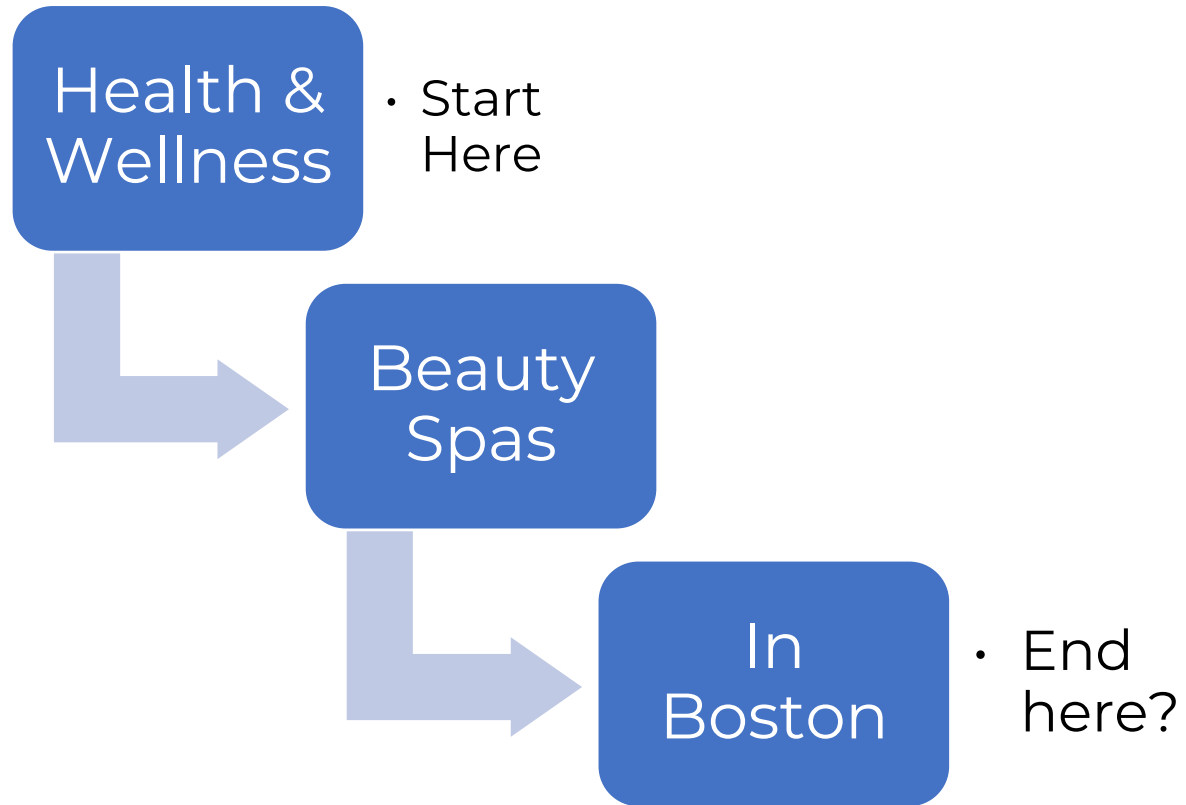 Health &
Wellness
• Start
Here
Beauty
Spas
In
Boston
• End
here?